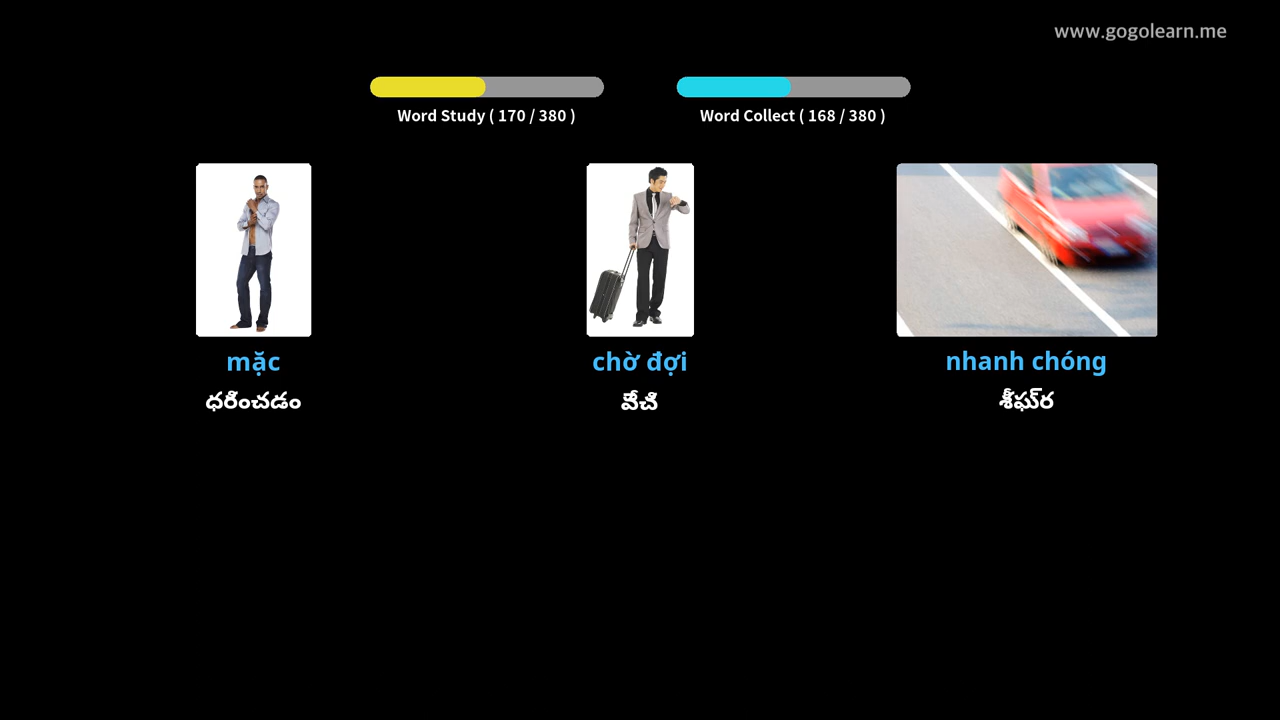 www.gogolearn.me
Word Study ( 170 / 380 )
Word Collect ( 168 / 380 )
mặc
chờ đợi
nhanh chóng
ధరించడం
వేచి
శీఘ్ర